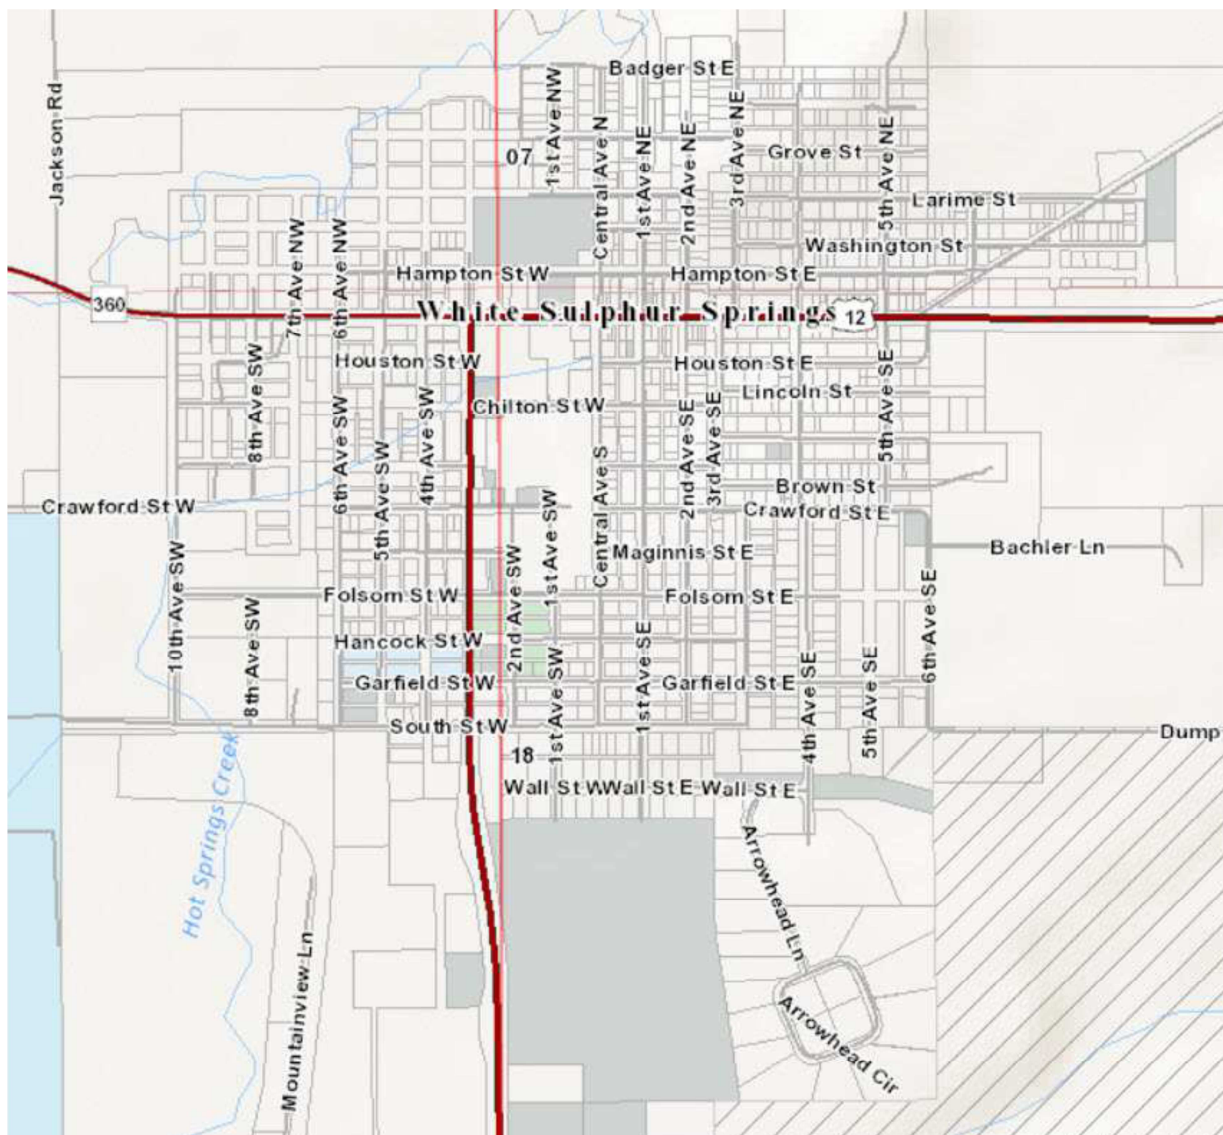 Badger St E
Jackson Rd
1st Ave NW
Central Ave N
1st Ave NE
2nd Ave NE
3rd Ave NE
5th Ave NE
07
Grove St
Larime St
Washington St
7th Ave NW
6th Ave NW
Hampton St W
Hampton St E
360
White Sulphur Springs
12
Houston St W
Houston St E
Lincoln St
Chilton St W
8th Ave SW
6th Ave SW
5th Ave SW
4th Ave SW
Central Ave S
2nd Ave SE
3rd Ave SE
5th Ave SE
Brown St
Crawford St W
Crawford St E
1st Ave SW
Maginnis St E
Bachler Ln
10th Ave SW
8th Ave SW
Folsom St W
2nd Ave SW
Folsom St E
6th Ave SE
Hancock St W
1st Ave SW
1st Ave SE
4th Ave SE
5th Ave SE
Garfield St W
Garfield St E
South St W
Dump
18
Wall St W
Wall St E
Wall St E
Hot Springs Creek
Mountainview Ln
Arrowhead Ln
Arrowhead Cir